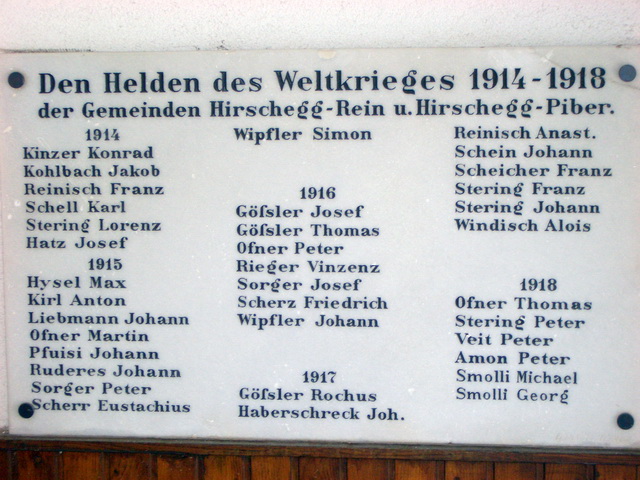 Den Helden des Weltkrieges 1914-1918
der Gemeinden Hirschegg-Rein u. Hirschegg-Piber.
1914
Kinzer Konrad
Kohlbach Jakob
Reinisch Franz
Schell Karl
Stering Lorenz
Hatz Josef
1915
Hysel Max
Kirl Anton
Liebmann Johann
Ofner Martin
Pfuisi Johann
Ruderes Johann
Sorger Peter
Scherr Eustachius
Wipfler Simon
1916
Gößler Josef
Gößler Thomas
Ofner Peter
Rieger Vinzenz
Sorger Josef
Scherz Friedrich
Wipfler Johann
1917
Gößler Rochus
Haberschreck Joh.
Reinisch Anast.
Schein Johann
Scheicher Franz
Stering Franz
Stering Johann
Windisch Alois
1918
Ofner Thomas
Stering Peter
Veit Peter
Amon Peter
Smolli Michael
Smolli Georg